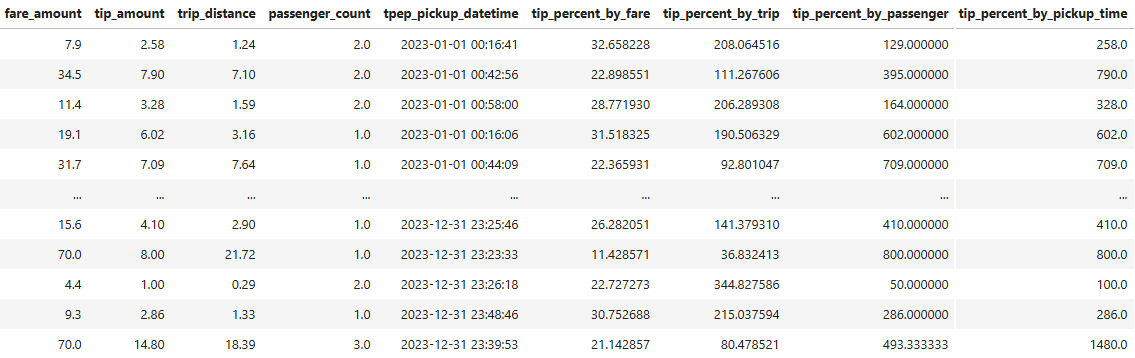 fare_amount tip_amount trip_distance passenger_count tpep_pickup_datetime tip_percent_by_fare tip_percent_by_trip tip_percent_by_passenger tip_percent_by_pickup_time
7.9 2.58 1.24 2.0 2023-01-01 00:16:41 32.658228 208.064516 129.000000 258.0
34.5 7.90 7.10 2.0 2023-01-01 00:42:56 22.898551 111.267606 395.000000 790.0
11.4 3.28 1.59 2.0 2023-01-01 00:58:00 28.771930 206.289308 164.000000 328.0
19.1 6.02 3.16 1.0 2023-01-01 00:16:06 31.518325 190.506329 602.000000 602.0
31.7 7.09 7.64 1.0 2023-01-01 00:44:09 22.365931 92.801047 709.000000 709.0
... ... ... ... ... ... ... ... ...
15.6 4.10 2.90 1.0 2023-12-31 23:25:46 26.282051 141.379310 410.000000 410.0
70.0 8.00 21.72 1.0 2023-12-31 23:23:33 11.428571 36.832413 800.000000 800.0
4.4 1.00 0.29 2.0 2023-12-31 23:26:18 22.727273 344.827586 50.000000 100.0
9.3 2.86 1.33 1.0 2023-12-31 23:48:46 30.752688 215.037594 286.000000 286.0
70.0 14.80 18.39 3.0 2023-12-31 23:39:53 21.142857 80.478521 493.333333 1480.0